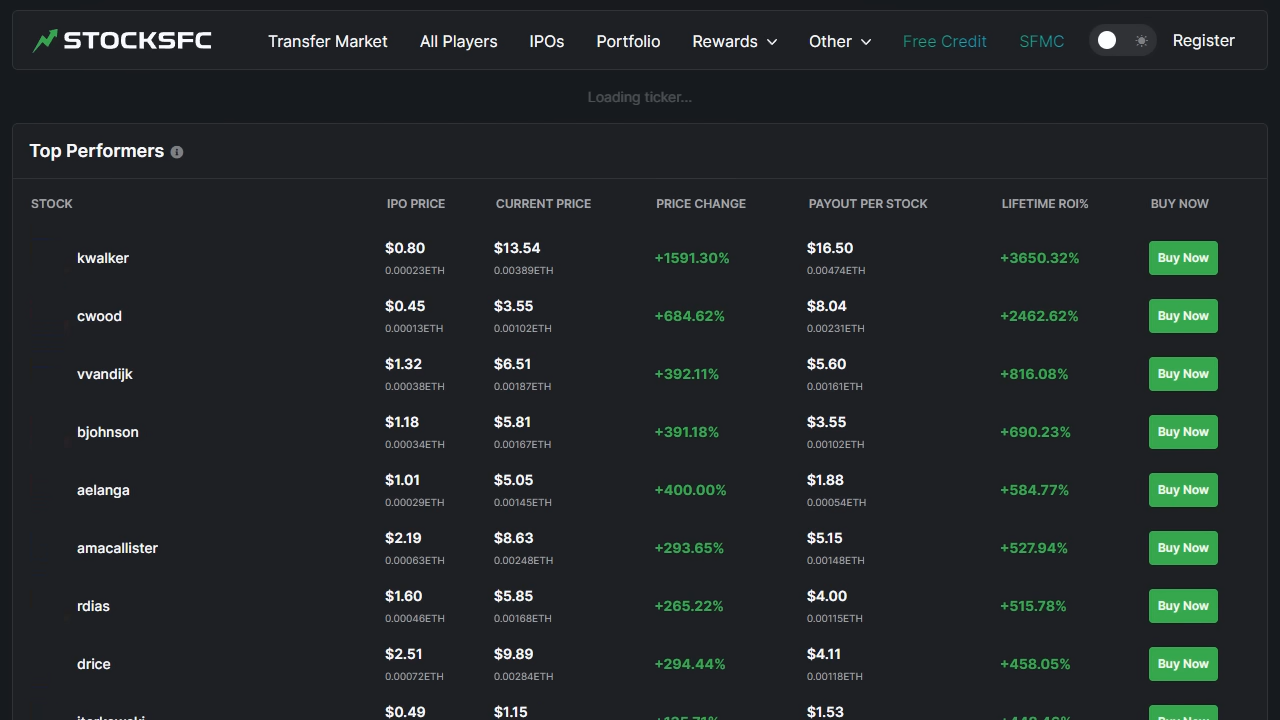 STOCKSFC Transfer Market All Players IPOs Portfolio Rewards Other Free Credit SFMC Register
Loading ticker...
Top Performers
STOCK IPO PRICE CURRENT PRICE PRICE CHANGE PAYOUT PER STOCK LIFETIME ROI% BUY NOW
kwalker $0.80 $13.54 +1591.30% $16.50 +3650.32% Buy Now
0.00023ETH 0.00389ETH 0.00474ETH
cwood $0.45 $3.55 +684.62% $8.04 +2462.62% Buy Now
0.00013ETH 0.00102ETH 0.00231ETH
vvandijk $1.32 $6.51 +392.11% $5.60 +816.08% Buy Now
0.00038ETH 0.00187ETH 0.00161ETH
bjohnson $1.18 $5.81 +391.18% $3.55 +690.23% Buy Now
0.00034ETH 0.00167ETH 0.00102ETH
aelanga $1.01 $5.05 +400.00% $1.88 +584.77% Buy Now
0.00029ETH 0.00145ETH 0.00054ETH
amacallister $2.19 $8.63 +293.65% $5.15 +527.94% Buy Now
0.00063ETH 0.00248ETH 0.00148ETH
rdias $1.60 $5.85 +265.22% $4.00 +515.78% Buy Now
0.00046ETH 0.00168ETH 0.00115ETH
drice $2.51 $9.89 +294.44% $4.11 +458.05% Buy Now
0.00072ETH 0.00284ETH 0.00118ETH
$0.49 $1.15 $1.53